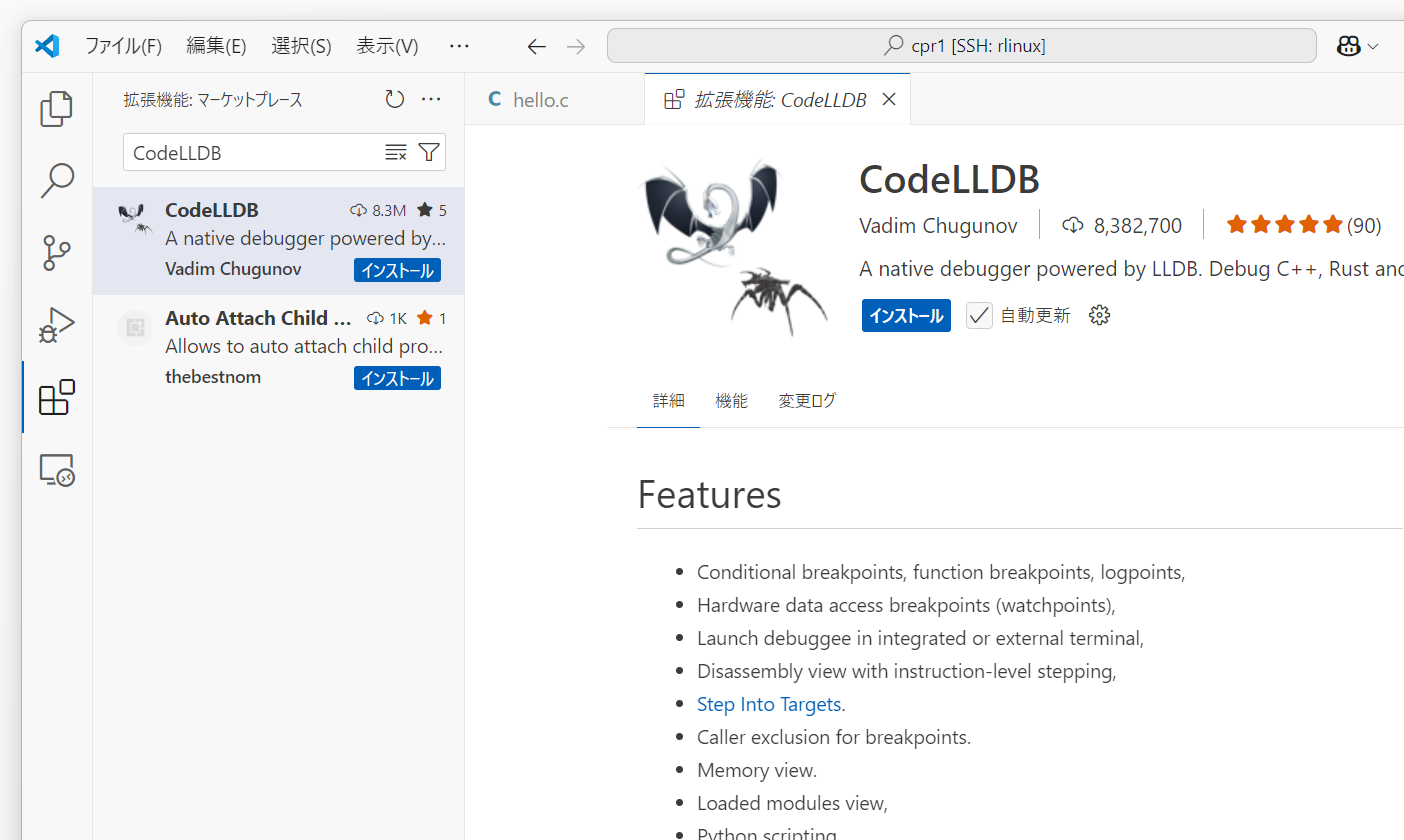 ファイル(F) 編集(E) 選択(S) 表示(V) ··· cpr1 [SSH: rlinux]
拡張機能: マーケットプレース
CodeLLDB
CodeLLDB 8.3M 5
A native debugger powered by...
Vadim Chugunov インストール
Auto Attach Child ... 1K 1
Allows to auto attach child pro...
thebestnom インストール
C hello.c 拡張機能: CodeLLDB
CodeLLDB
Vadim Chugunov 8,382,700 (90)
A native debugger powered by LLDB. Debug C++, Rust and
インストール 自動更新
詳細 機能 変更ログ
Features
• Conditional breakpoints, function breakpoints, logpoints,
• Hardware data access breakpoints (watchpoints),
• Launch debuggee in integrated or external terminal,
• Disassembly view with instruction-level stepping,
• Step Into Targets.
• Caller exclusion for breakpoints.
• Memory view.
• Loaded modules view,
• Python scripting